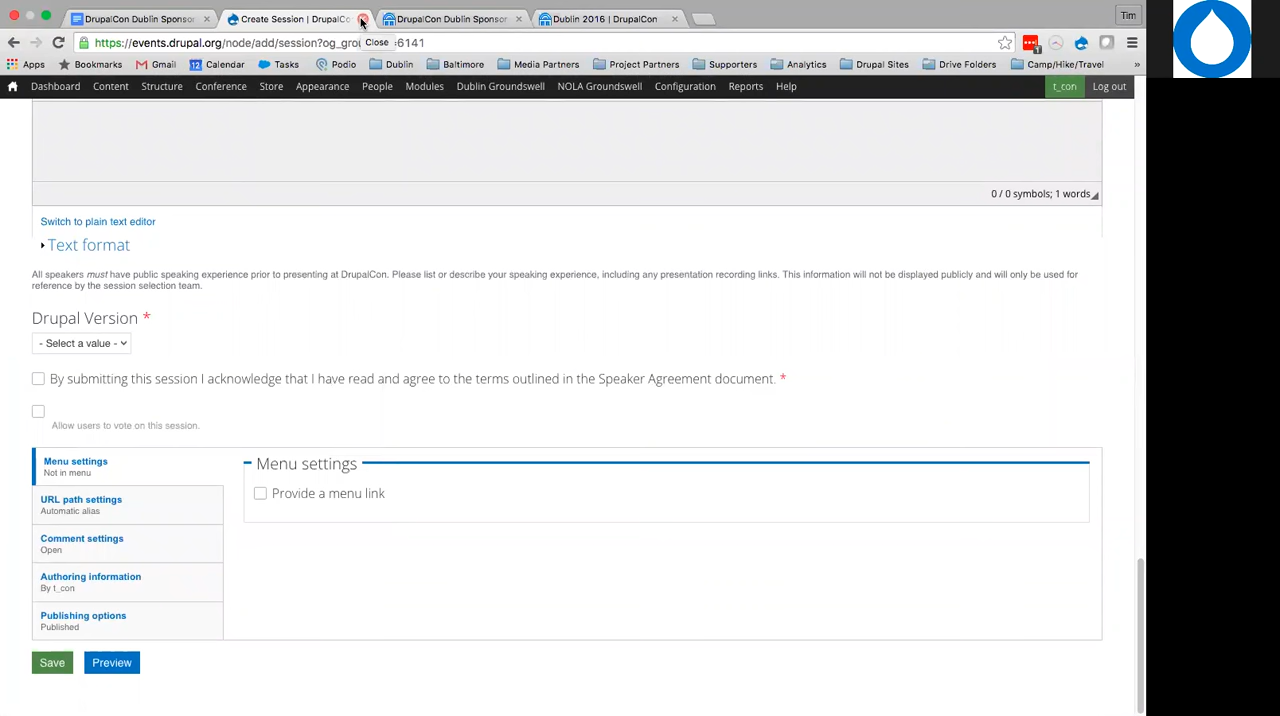 DrupalCon Dublin Sponsor
Create Session | DrupalCo
DrupalCon Dublin Sponsor
Dublin 2016 | DrupalCon
Tim
https://events.drupal.org/node/add/session?og_gro
6141
Close
Apps
Bookmarks
Gmail
12 Calendar
Tasks
Podio
Dublin
Baltimore
Media Partners
Project Partners
Supporters
Analytics
Drupal Sites
Drive Folders
Camp/Hike/Travel
»
Dashboard
Content
Structure
Conference
Store
Appearance
People
Modules
Dublin Groundswell
NOLA Groundswell
Configuration
Reports
Help
t_con
Log out
0 / 0 symbols; 1 words
Switch to plain text editor
Text format
All speakers must have public speaking experience prior to presenting at DrupalCon. Please list or describe your speaking experience, including any presentation recording links. This information will not be displayed publicly and will only be used for
reference by the session selection team.
Drupal Version *
- Select a value -
By submitting this session I acknowledge that I have read and agree to the terms outlined in the Speaker Agreement document. *
Allow users to vote on this session.
Menu settings
Not in menu
URL path settings
Automatic alias
Comment settings
Open
Authoring information
By t_con
Publishing options
Published
Menu settings
Provide a menu link
Save
Preview